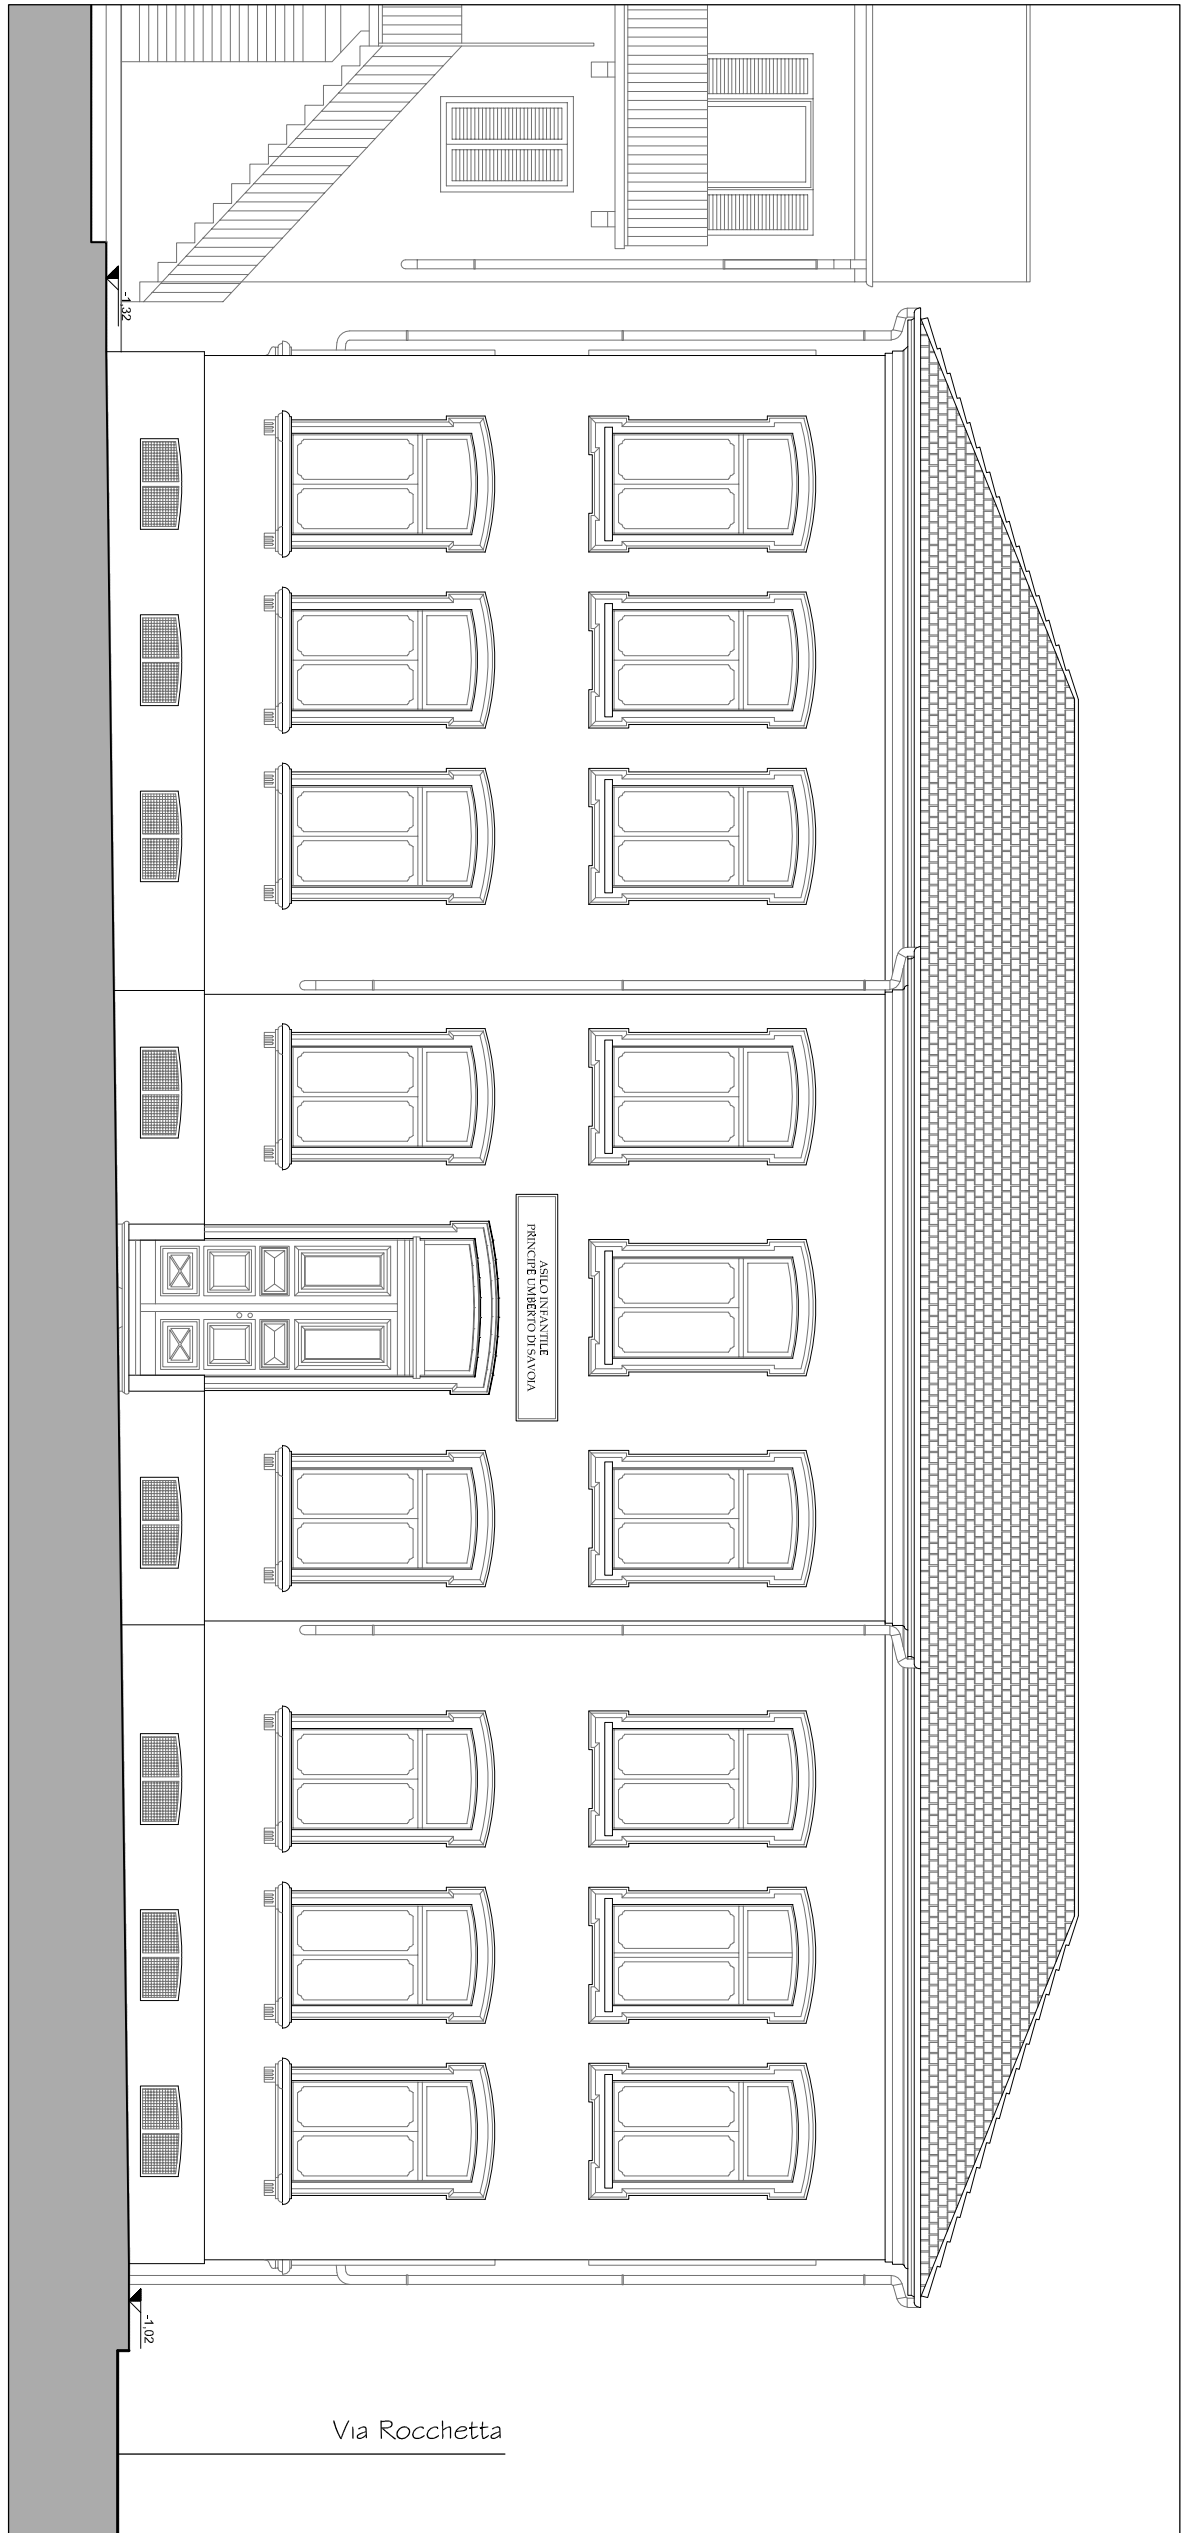 -1,32
ASILO INFANTILE
PRINCIPE UMBERTO DI SAVOIA
-1,02
Via Rocchetta